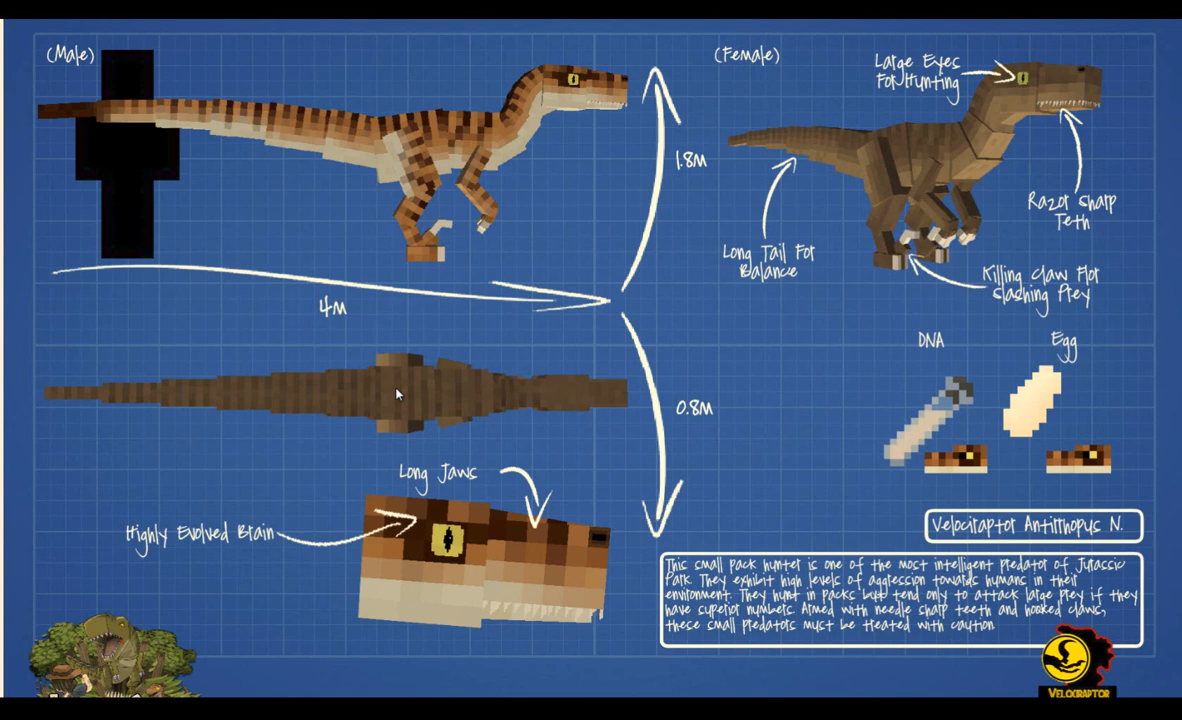 (Male)
(Female)
Large Eyes
For Hunting
1.8M
Razor Sharp
Teth
Long Tail For
Balance
Killing Claw For
Slashing Prey
4M
DNA
Egg
0.8M
Long Jaws
Highly Evolved Brain
Velociraptor Antirrhopus N.
This small pack hunter is one of the most intelligent predator of Jurassic
Park. They exhibit high levels of aggression towards humans in their
environment. They hunt in packs but tend only to attack large prey if they
have superior numbers. Armed with needle sharp teeth and hooked claws,
these small predators must be treated with caution
VELOCIRAPTOR